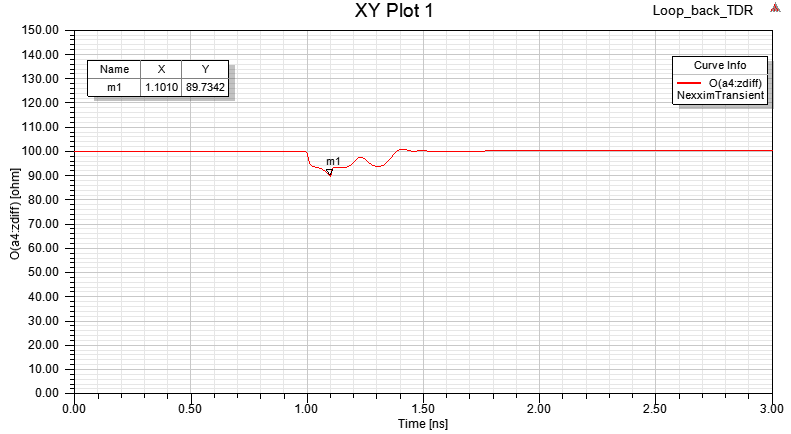 XY Plot 1
Loop_back_TDR
150.00
140.00
130.00
120.00
110.00
100.00
90.00
80.00
70.00
60.00
50.00
40.00
30.00
20.00
10.00
0.00
O(a4:zdiff) [ohm]
Name X Y
m1 1.1010 89.7342
Curve Info
O(a4:zdiff)
NexximTransient
m1
0.00 0.50 1.00 1.50 2.00 2.50 3.00
Time [ns]